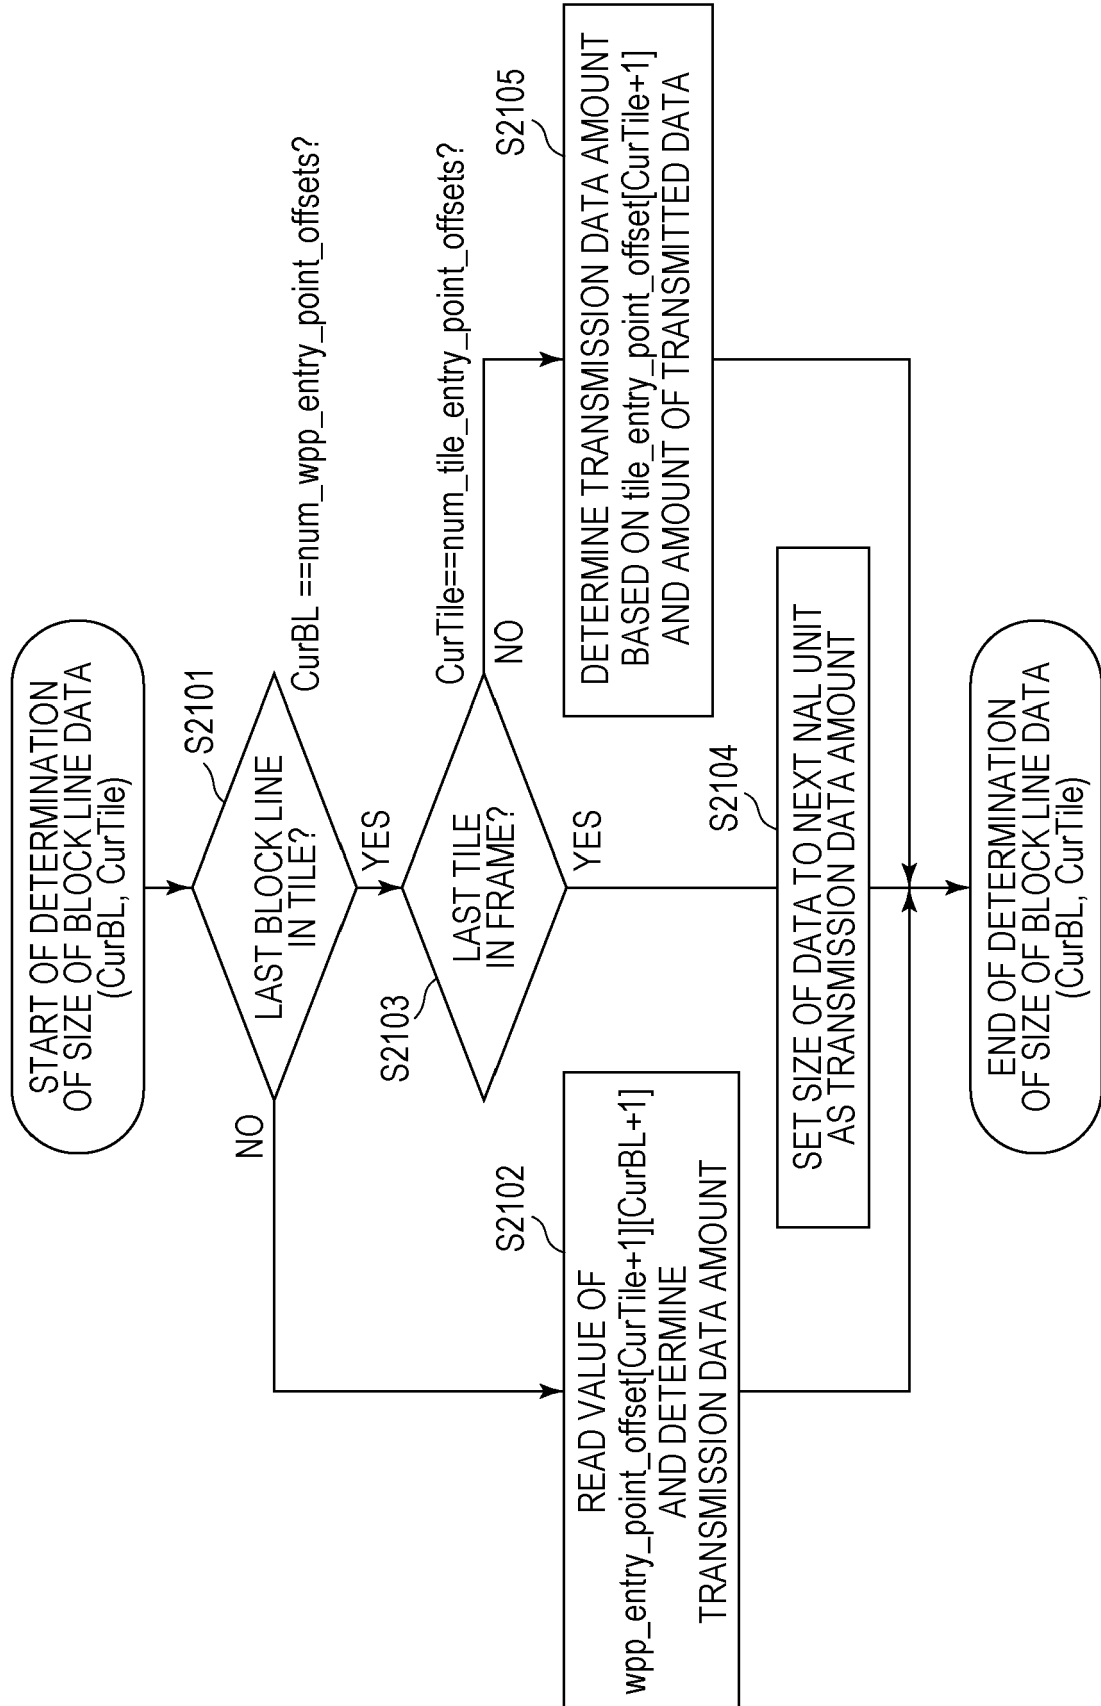 START OF DETERMINATION
OF SIZE OF BLOCK LINE DATA
(CurBL, CurTile)
S2101
LAST BLOCK LINE
IN TILE?
CurBL ==num_wpp_entry_point_offsets?
NO
YES
S2103
LAST TILE
IN FRAME?
CurTile==num_tile_entry_point_offsets?
NO
YES
S2102
READ VALUE OF
wpp_entry_point_offset[CurTile+1][CurBL+1]
AND DETERMINE
TRANSMISSION DATA AMOUNT
S2105
DETERMINE TRANSMISSION DATA AMOUNT
BASED ON tile_entry_point_offset[CurTile+1]
AND AMOUNT OF TRANSMITTED DATA
S2104
SET SIZE OF DATA TO NEXT NAL UNIT
AS TRANSMISSION DATA AMOUNT
END OF DETERMINATION
OF SIZE OF BLOCK LINE DATA
(CurBL, CurTile)